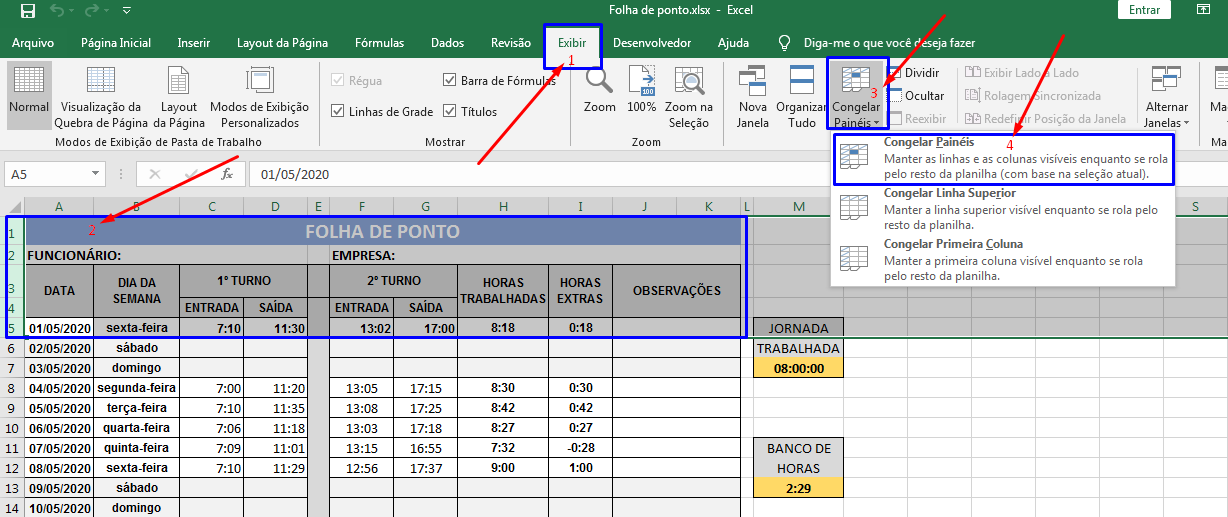 Folha de ponto.xlsx - Excel
Entrar
Arquivo Página Inicial Inserir Layout da Página Fórmulas Dados Revisão Exibir Desenvolvedor Ajuda Diga-me o que você deseja fazer
1
Normal
Visualização da Quebra de Página
Layout da Página
Modos de Exibição Personalizados
Modos de Exibição de Pasta de Trabalho
Régua
Barra de Fórmulas
Linhas de Grade
Títulos
Mostrar
Zoom
100%
Zoom na Seleção
Zoom
Nova Janela
Organizar Tudo
Congelar Painéis
3
Dividir
Ocultar
Reexibir
Exibir Lado a Lado
Rolagem Sincronizada
Redefinir Posição da Janela
Alternar Janelas
4
Congelar Painéis
Manter as linhas e as colunas visíveis enquanto se rola
pelo resto da planilha (com base na seleção atual).
Congelar Linha Superior
Manter a linha superior visível enquanto se rola pelo
resto da planilha.
Congelar Primeira Coluna
Manter a primeira coluna visível enquanto se rola
pelo resto da planilha.
A5 fx 01/05/2020
A B C D E F G H I J K L M S
2
1 FOLHA DE PONTO
2 FUNCIONÁRIO: EMPRESA:
3 DATA DIA DA SEMANA 1º TURNO 2º TURNO HORAS TRABALHADAS HORAS EXTRAS OBSERVAÇÕES
4 ENTRADA SAÍDA ENTRADA SAÍDA
5 01/05/2020 sexta-feira 7:10 11:30 13:02 17:00 8:18 0:18 JORNADA
6 02/05/2020 sábado TRABALHADA
7 03/05/2020 domingo 08:00:00
8 04/05/2020 segunda-feira 7:00 11:20 13:05 17:15 8:30 0:30
9 05/05/2020 terça-feira 7:10 11:35 13:08 17:25 8:42 0:42
10 06/05/2020 quarta-feira 7:06 11:18 13:03 17:18 8:27 0:27
11 07/05/2020 quinta-feira 7:09 11:01 13:15 16:55 7:32 -0:28 BANCO DE
12 08/05/2020 sexta-feira 7:10 11:29 12:56 17:37 9:00 1:00 HORAS
13 09/05/2020 sábado 2:29
14 10/05/2020 domingo